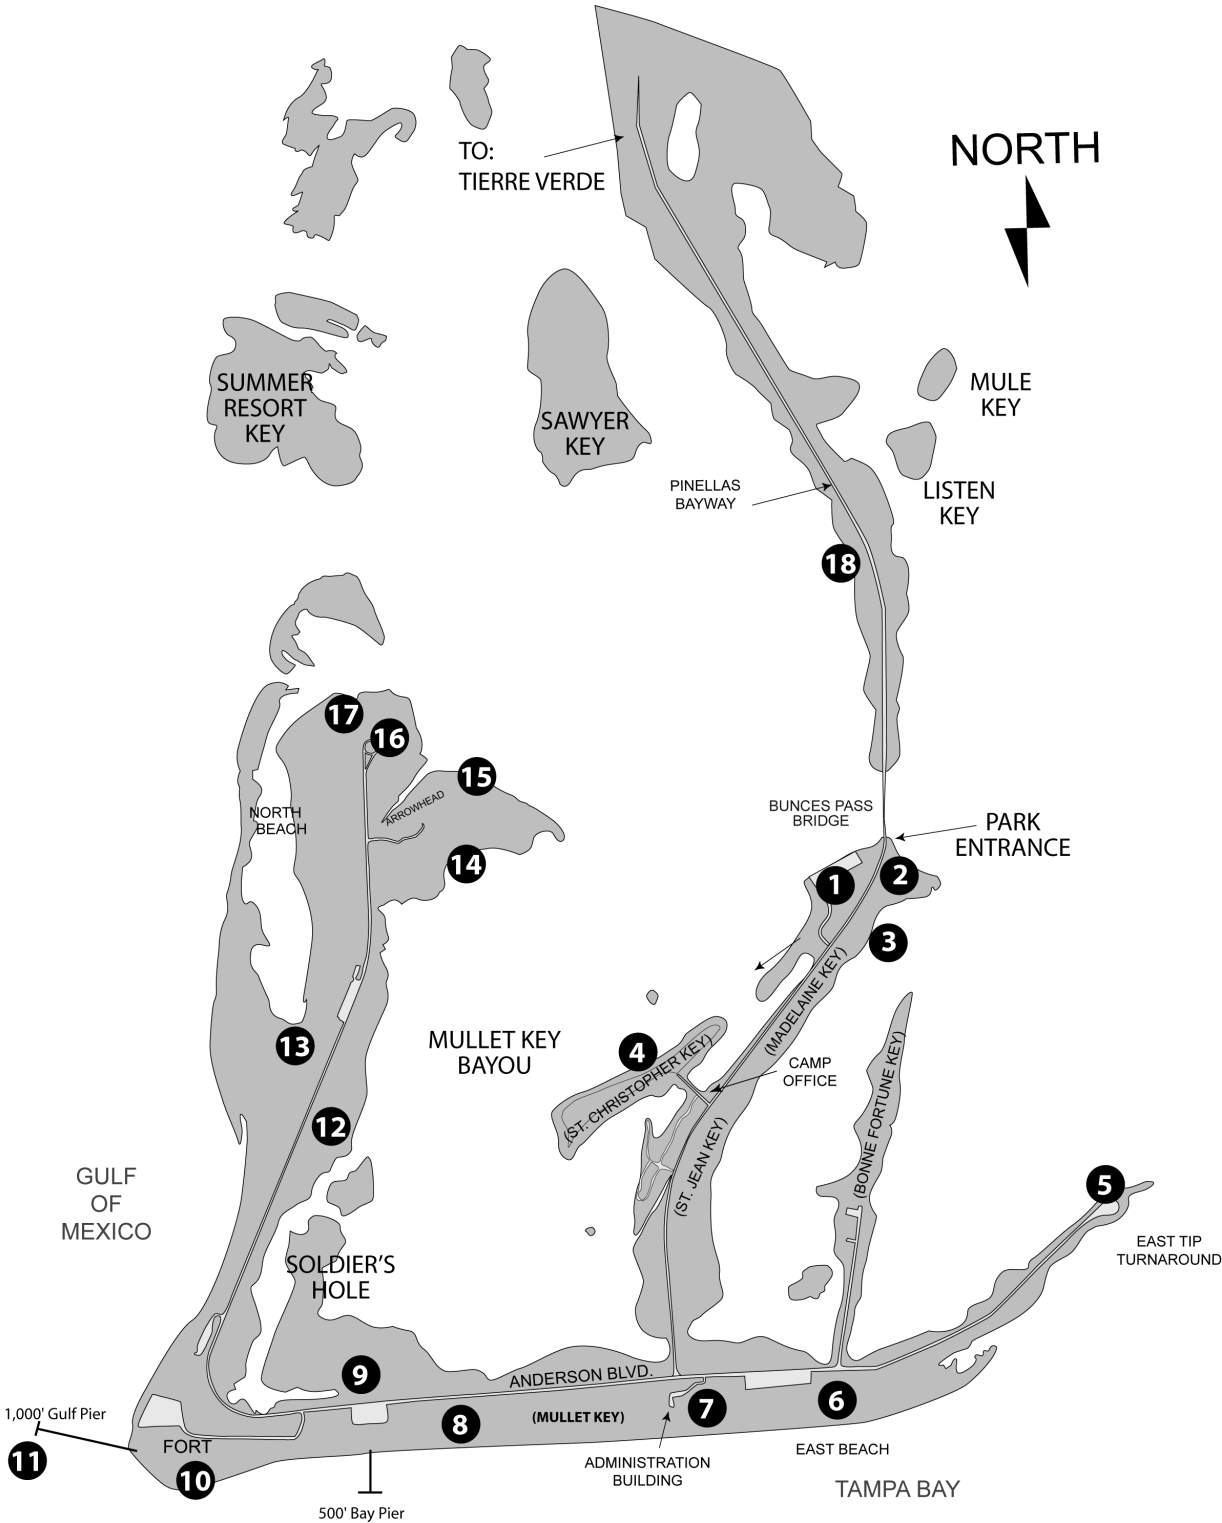 NORTH
TO:
TIERRE VERDE
SUMMER
RESORT
KEY
SAWYER
KEY
MULE
KEY
PINELLAS
BAYWAY
LISTEN
KEY
18
17
16
15
NORTH
BEACH
ARROWHEAD
BUNCES PASS
BRIDGE
PARK
ENTRANCE
14
1
2
3
(MADELAINE KEY)
13
MULLET KEY
BAYOU
4
(ST. CHRISTOPHER KEY)
CAMP
OFFICE
12
(ST. JEAN KEY)
(BONNE FORTUNE KEY)
GULF
OF
MEXICO
5
EAST TIP
TURNAROUND
SOLDIER'S
HOLE
9
ANDERSON BLVD.
1,000' Gulf Pier
8
(MULLET KEY)
7
6
11
FORT
10
ADMINISTRATION
BUILDING
EAST BEACH
TAMPA BAY
500' Bay Pier